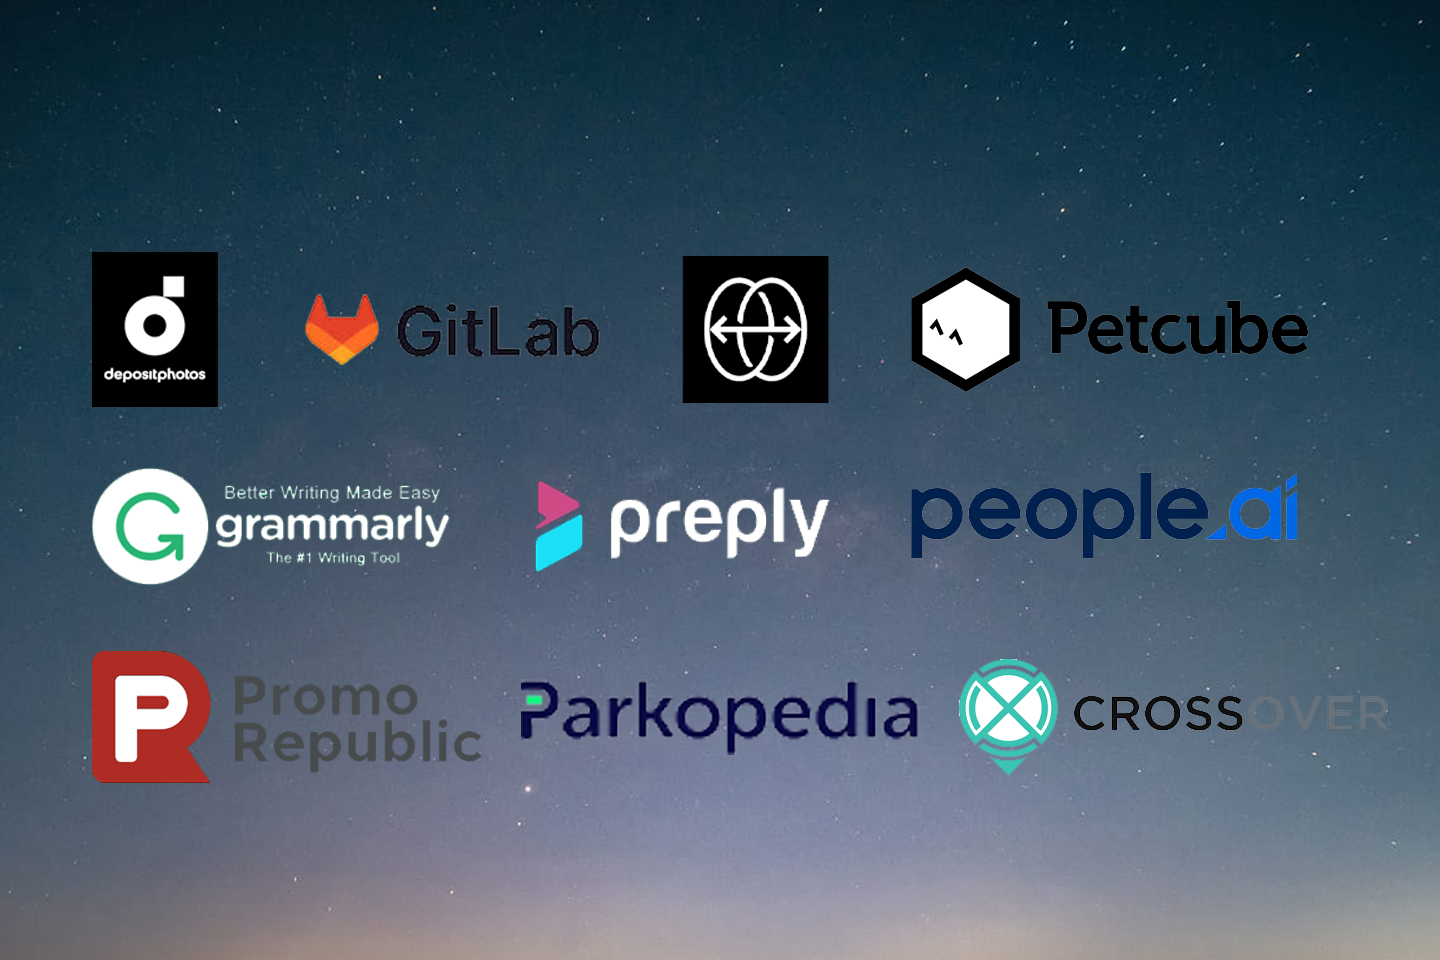 depositphotos
GitLab
Petcube
Better Writing Made Easy
grammarly
The #1 Writing Tool
preply
people.ai
Promo
Republic
Parkopedia
CROSSOVER